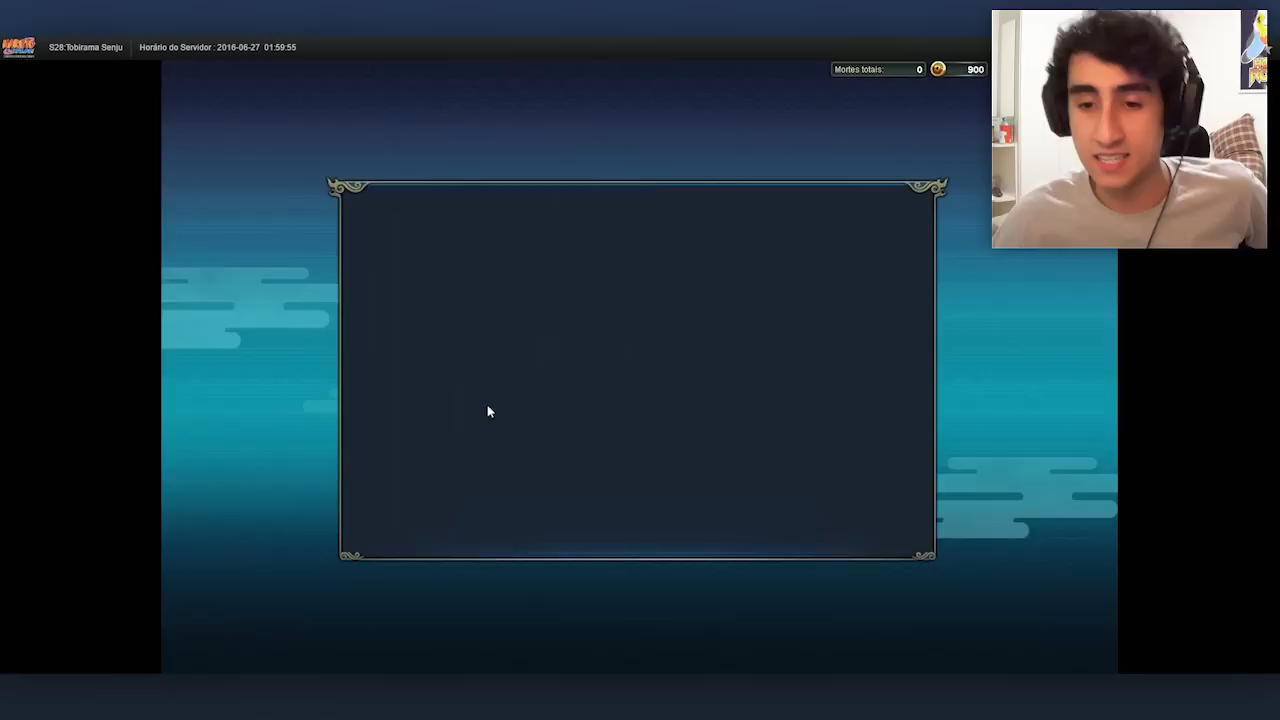 S28:Tobirama Senju
Horário do Servidor : 2016-06-27 01:59:55
Mortes totais: 0
900